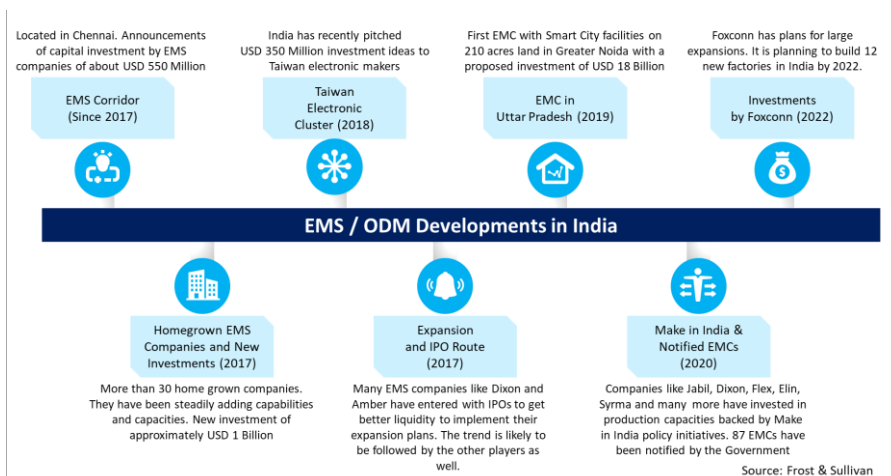 Located in Chennai. Announcements
of capital investment by EMS
companies of about USD 550 Million
EMS Corridor
(Since 2017)
India has recently pitched
USD 350 Million investment ideas to
Taiwan electronic makers
Taiwan
Electronic
Cluster (2018)
First EMC with Smart City facilities on
210 acres land in Greater Noida with a
proposed investment of USD 18 Billion
EMC in
Uttar Pradesh (2019)
Foxconn has plans for large
expansions. It is planning to build 12
new factories in India by 2022.
Investments
by Foxconn (2022)
EMS / ODM Developments in India
Homegrown EMS
Companies and New
Investments (2017)
More than 30 home grown companies.
They have been steadily adding capabilities
and capacities. New investment of
approximately USD 1 Billion
Expansion
and IPO Route
(2017)
Many EMS companies like Dixon and
Amber have entered with IPOs to get
better liquidity to implement their
expansion plans. The trend is likely to
be followed by the other players as
well.
Make in India &
Notified EMCs
(2020)
Companies like Jabil, Dixon, Flex, Elin,
Syrma and many more have invested in
production capacities backed by Make
in India policy initiatives. 87 EMCs have
been notified by the Government
Source: Frost & Sullivan